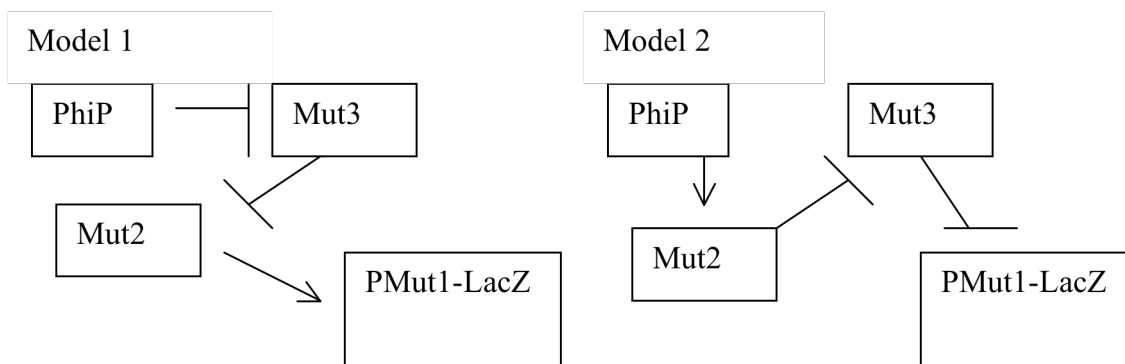 Model 1
PhiP
Mut3
Mut2
PMut1-LacZ
Model 2
PhiP
Mut3
Mut2
PMut1-LacZ